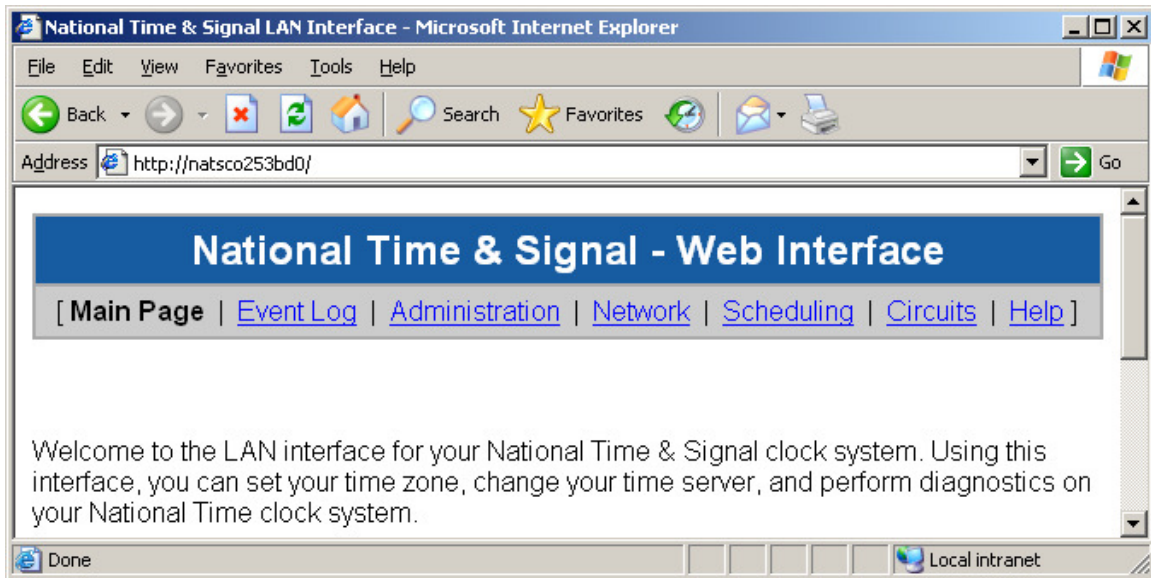 National Time & Signal LAN Interface - Microsoft Internet Explorer
File Edit View Favorites Tools Help
Back Search Favorites
Address http://natsco253bd0/ Go
National Time & Signal - Web Interface
[ Main Page | Event Log | Administration | Network | Scheduling | Circuits | Help ]
Welcome to the LAN interface for your National Time & Signal clock system. Using this
interface, you can set your time zone, change your time server, and perform diagnostics on
your National Time clock system.
Done Local intranet